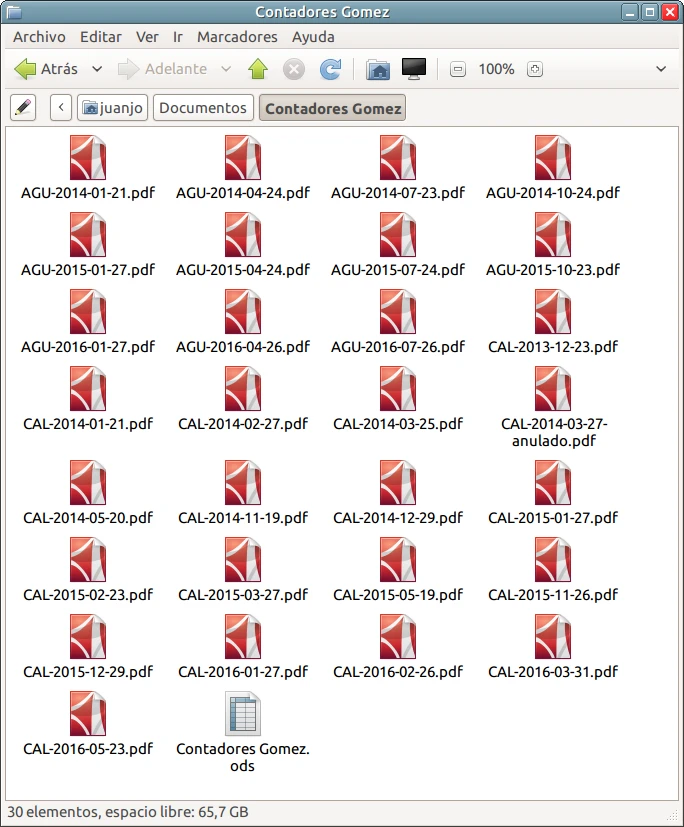 Contadores Gomez
Archivo Editar Ver Ir Marcadores Ayuda
Atrás Adelante 100%
juanjo Documentos Contadores Gomez
AGU-2014-01-21.pdf AGU-2014-04-24.pdf AGU-2014-07-23.pdf AGU-2014-10-24.pdf
AGU-2015-01-27.pdf AGU-2015-04-24.pdf AGU-2015-07-24.pdf AGU-2015-10-23.pdf
AGU-2016-01-27.pdf AGU-2016-04-26.pdf AGU-2016-07-26.pdf CAL-2013-12-23.pdf
CAL-2014-01-21.pdf CAL-2014-02-27.pdf CAL-2014-03-25.pdf CAL-2014-03-27-
anulado.pdf
CAL-2014-05-20.pdf CAL-2014-11-19.pdf CAL-2014-12-29.pdf CAL-2015-01-27.pdf
CAL-2015-02-23.pdf CAL-2015-03-27.pdf CAL-2015-05-19.pdf CAL-2015-11-26.pdf
CAL-2015-12-29.pdf CAL-2016-01-27.pdf CAL-2016-02-26.pdf CAL-2016-03-31.pdf
CAL-2016-05-23.pdf Contadores Gomez.
ods
30 elementos, espacio libre: 65,7 GB